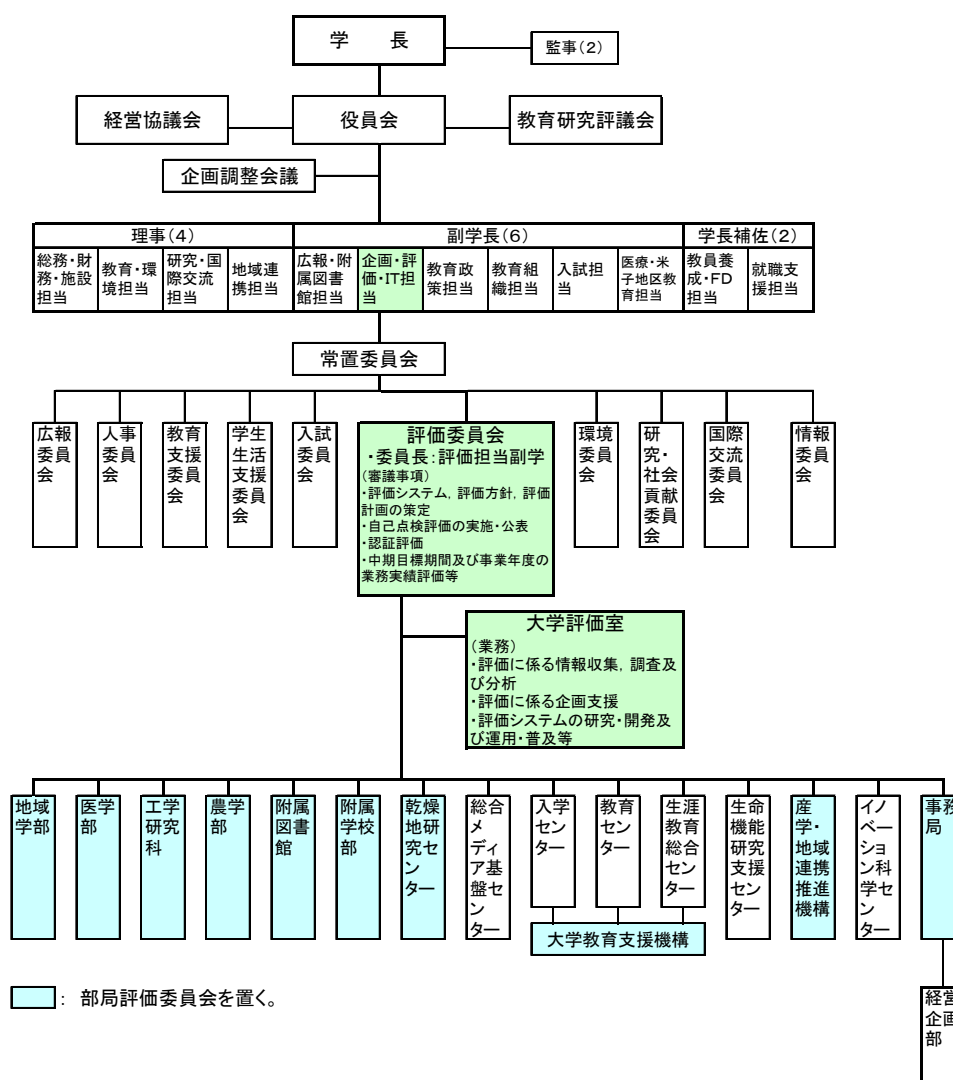 学　　長
監事（2）
経営協議会
役員会
教育研究評議会
企画調整会議
理事（4）
副学長（6）
学長補佐（2）
総務・財
務・施設
担当
教育・環
境担当
研究・国
際交流
担当
地域連
携担当
広報・附
属図書
館担当
企画・評
価・IT担
当
教育政
策担当
教育組
織担当
入試担
当
医療・米
子地区教
育担当
教員養
成・FD
担当
就職支
援担当
常置委員会
広報
委員
会
人事
委員
会
教育
支援
委員
会
学生
生活
支援
委員
会
入試
委員
会
評価委員会
・委員長：評価担当副学
（審議事項）
・評価システム，評価方針，評価
計画の策定
・自己点検評価の実施・公表
・認証評価
・中期目標期間及び事業年度の
業務実績評価等
環境
委員
会
研
究・
社会
貢献
委員
会
国際
交流
委員
会
情報
委員
会
大学評価室
（業務）
・評価に係る情報収集，調査及
び分析
・評価に係る企画支援
・評価システムの研究・開発及
び運用・普及等
地域
学部
医学
部
工学
研究
科
農学
部
附属
図書
館
附属
学校
部
乾燥
地研
究セ
ン
ター
総合
メ
ディ
ア基
盤セ
ン
ター
入学
セン
ター
教育
セン
ター
生涯
教育
総合
セン
ター
生命
機能
研究
支援
セン
ター
産
学・
地域
連携
推進
機構
イノ
ベー
ショ
ン科
学セ
ン
ター
事務
局
大学教育支援機構
：　部局評価委員会を置く。
経営
企画
部